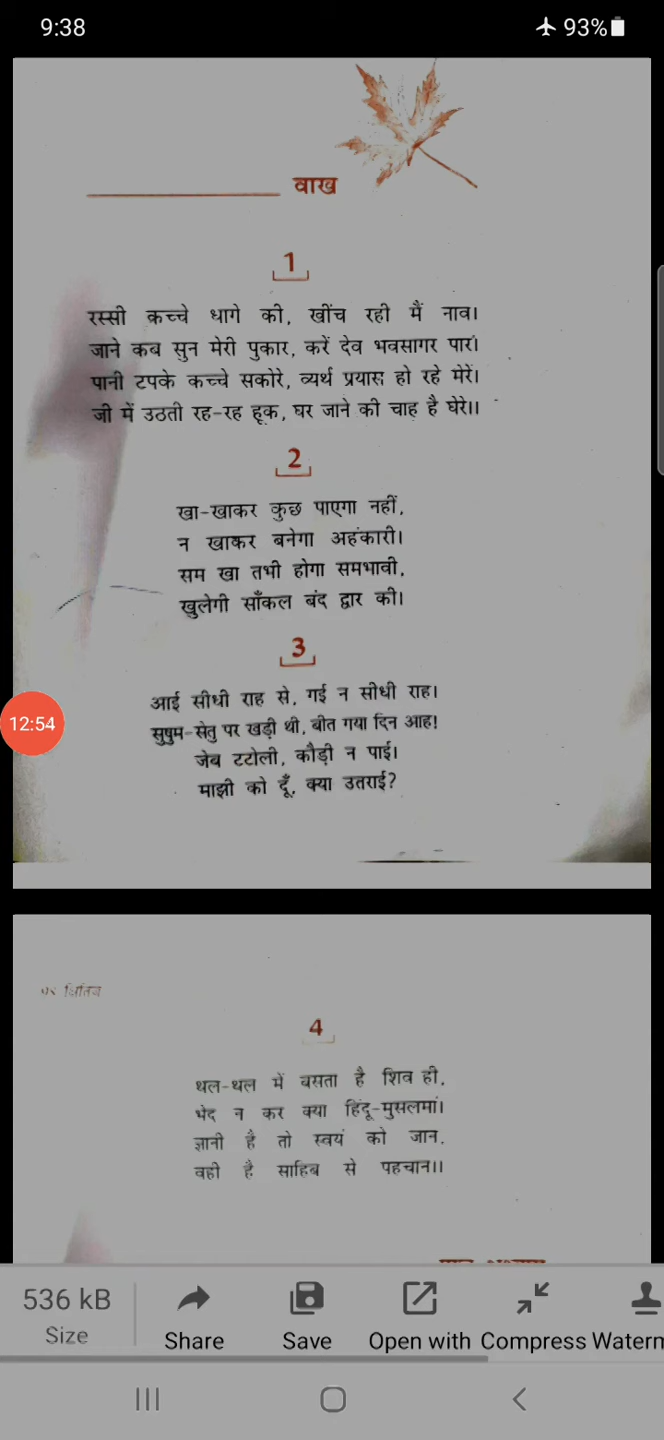 9:38
93%
वाख
1
रस्सी कच्चे धागे की, खींच रही मैं नाव।
जाने कब सुन मेरी पुकार, करें देव भवसागर पार।
पानी टपके कच्चे सकोरे, व्यर्थ प्रयास हो रहे मेरे।
जी में उठती रह-रह हूक, घर जाने की चाह है घेरे।।
2
खा-खाकर कुछ पाएगा नहीं,
न खाकर बनेगा अहंकारी।
सम खा तभी होगा समभावी,
खुलेगी साँकल बंद द्वार की।
3
आई सीधी राह से, गई न सीधी राह।
सुषुम-सेतु पर खड़ी थी, बीत गया दिन आह!
जेब टटोली, कौड़ी न पाई।
माझी को दूँ, क्या उतराई?
12:54
क्षितिज
4
थल-थल में बसता है शिव ही,
भेद न कर क्या हिंदू-मुसलमां।
ज्ञानी है तो स्वयं को जान,
वही है साहिब से पहचान।।
536 kB
Size
Share
Save
Open with
Compress
Waterm